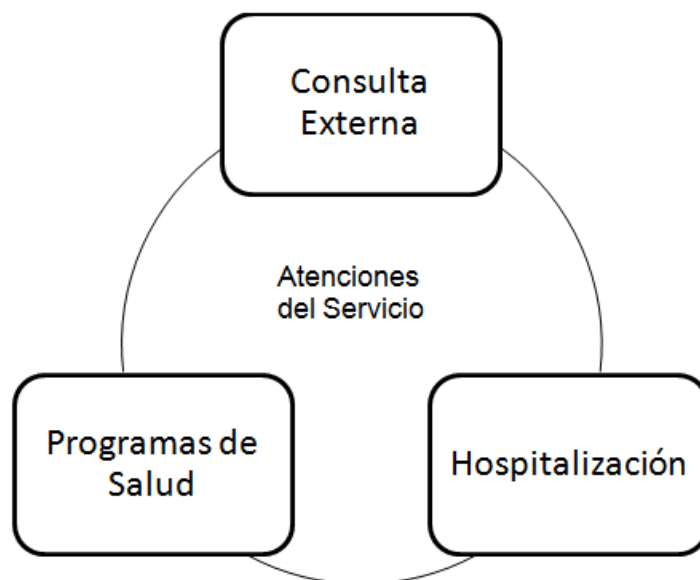 Consulta
Externa
Atenciones
del Servicio
Programas de
Salud
Hospitalización